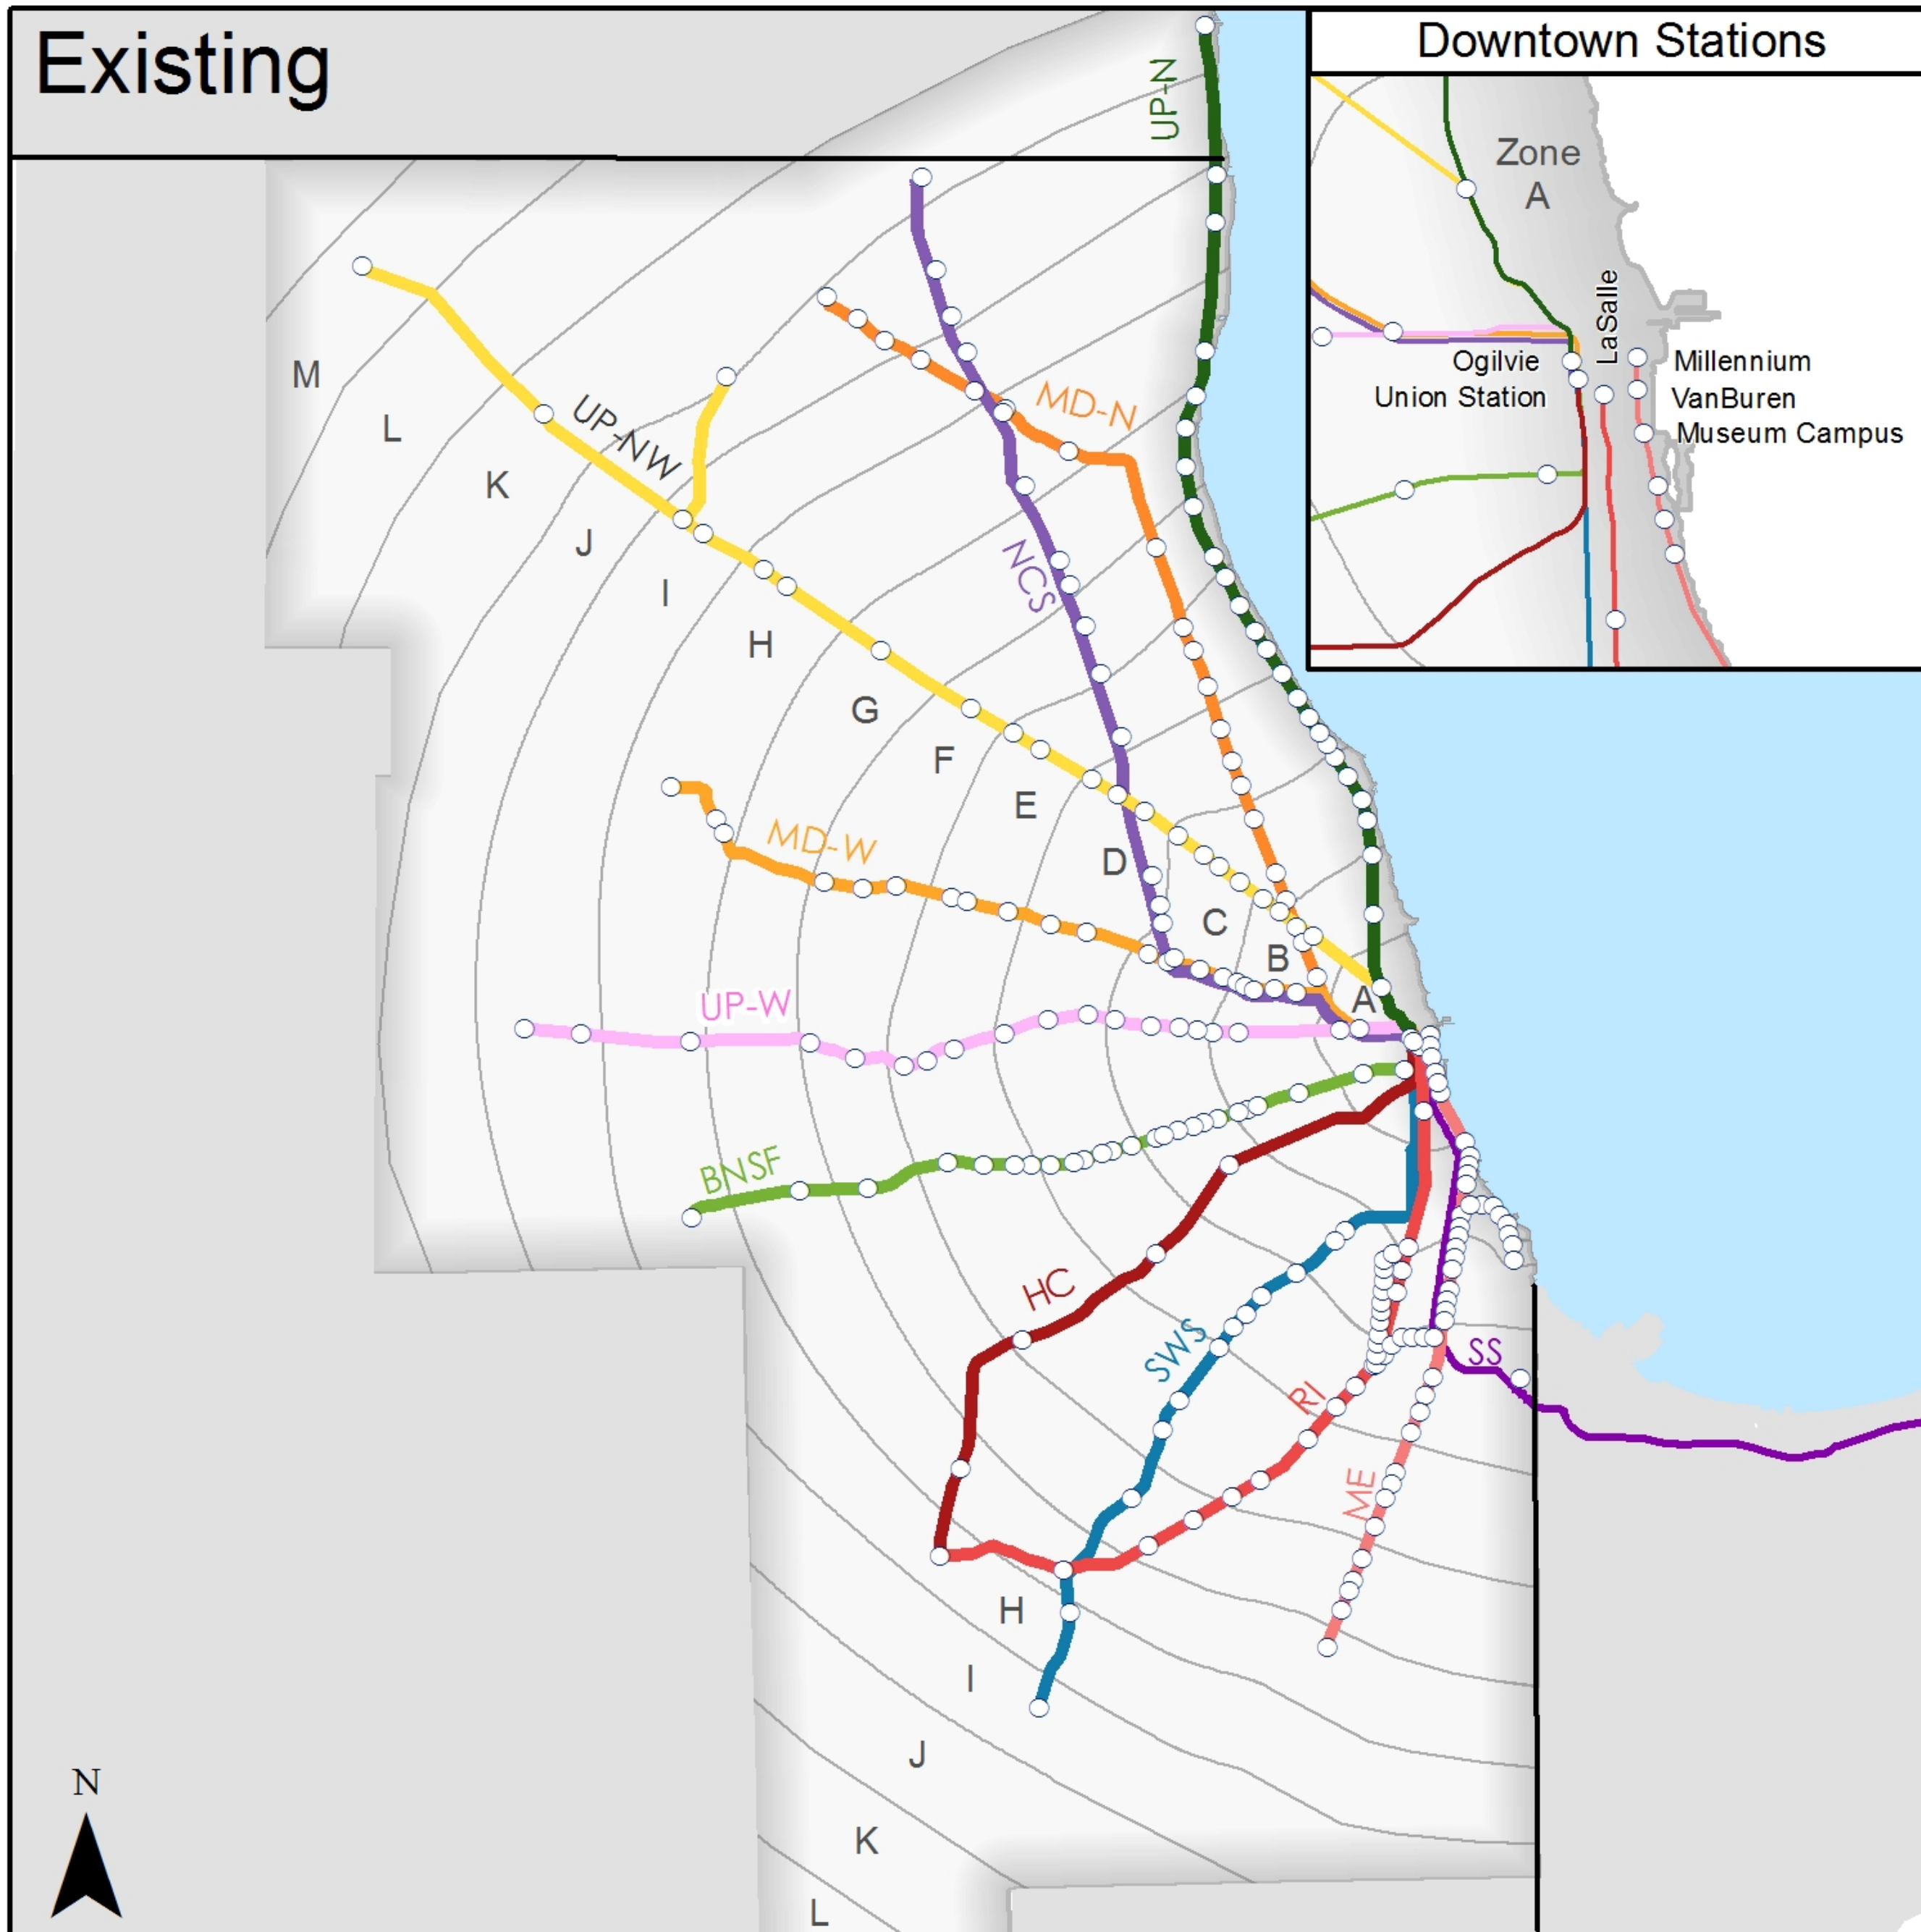 Existing
Downtown Stations
Zone
A
LaSalle
Ogilvie
Union Station
Millennium
VanBuren
Museum Campus
UP-N
MD-N
UP-NW
NCS
M
L
K
J
I
H
G
F
E
D
C
B
A
MD-W
UP-W
BNSF
HC
SWS
RI
SS
ME
H
I
J
K
L
N